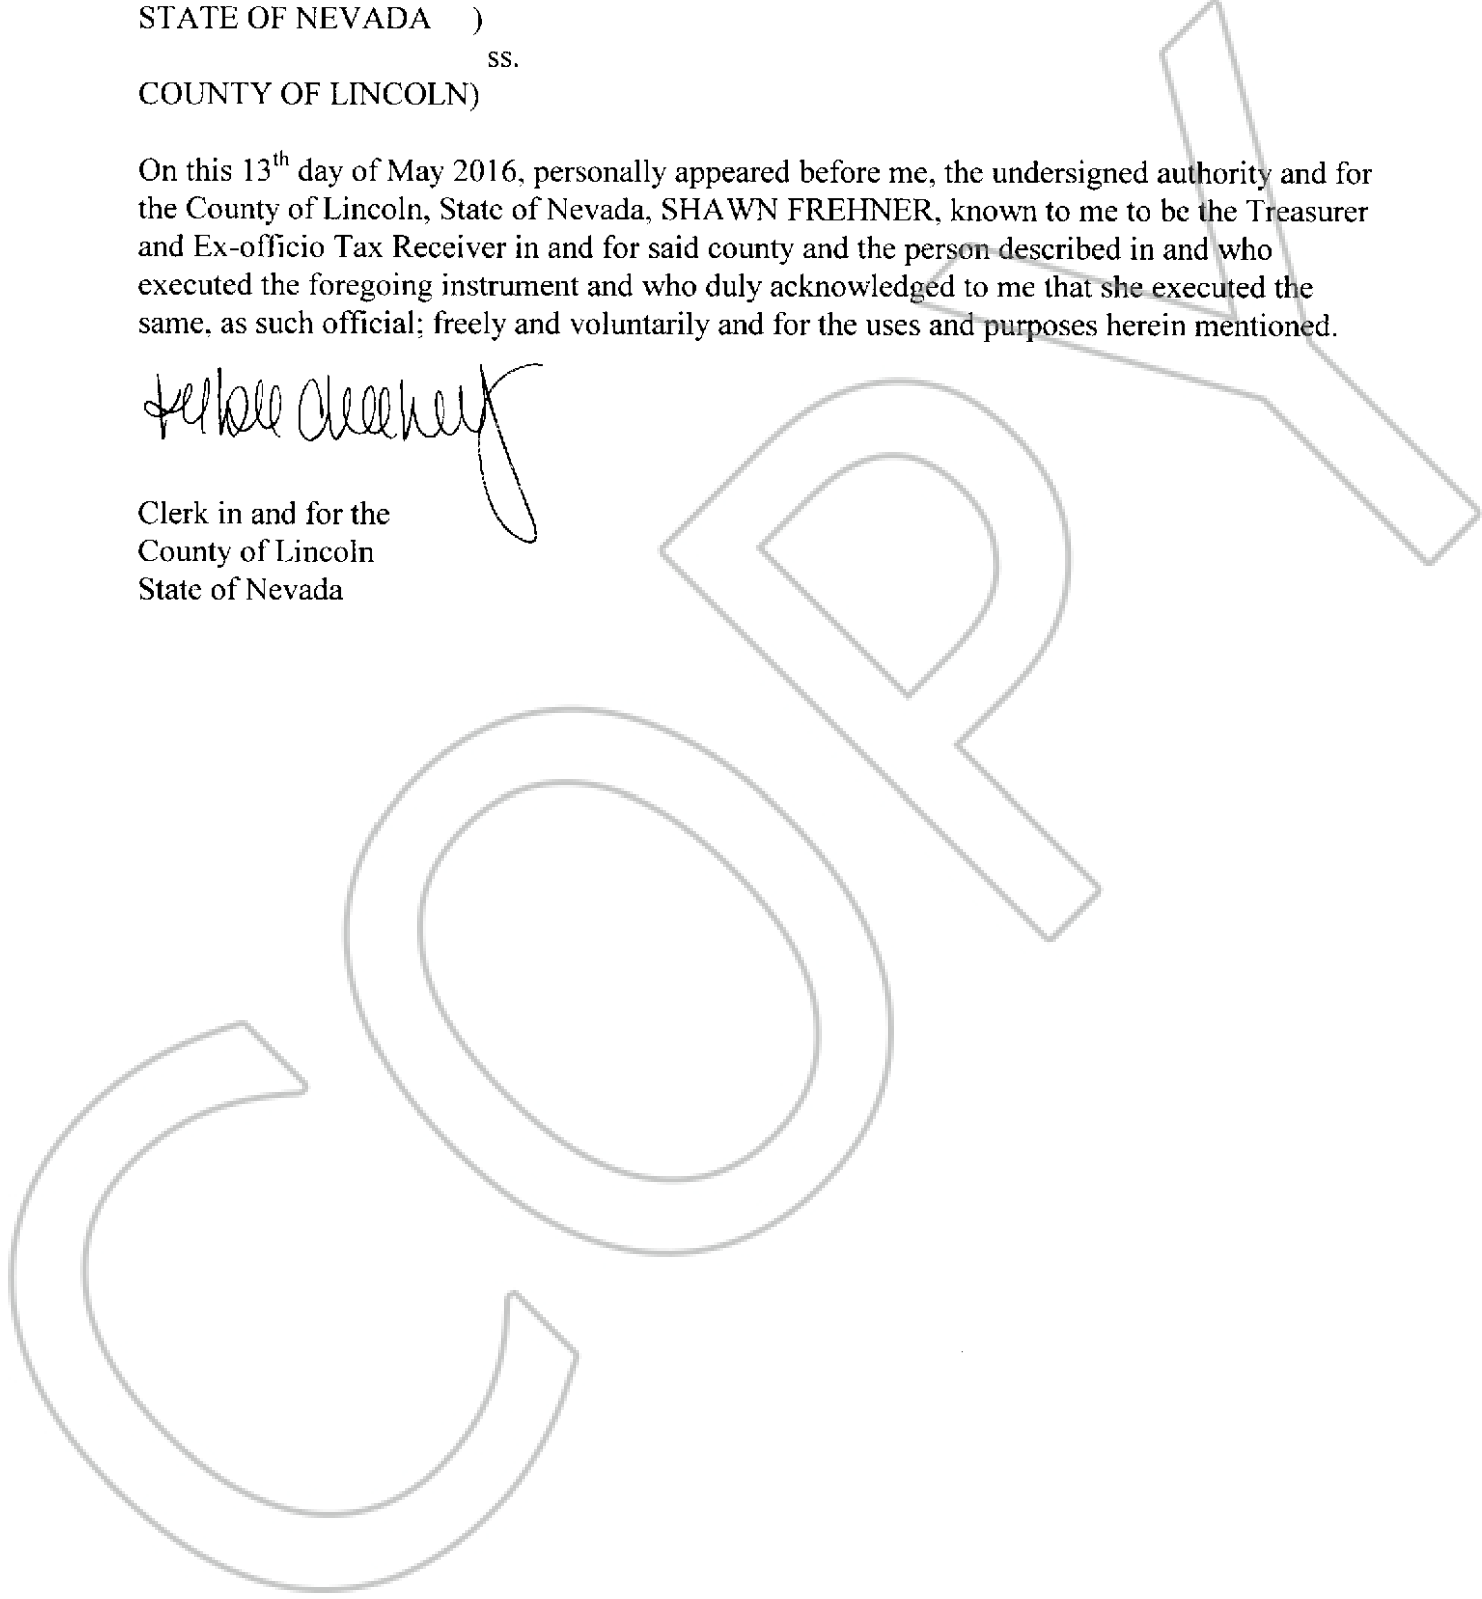 STATE OF NEVADA )
ss.
COUNTY OF LINCOLN)
On this 13th day of May 2016, personally appeared before me, the undersigned authority and for
the County of Lincoln, State of Nevada, SHAWN FREHNER, known to me to be the Treasurer
and Ex-officio Tax Receiver in and for said county and the person described in and who
executed the foregoing instrument and who duly acknowledged to me that she executed the
same, as such official; freely and voluntarily and for the uses and purposes herein mentioned.
Clerk in and for the
County of Lincoln
State of Nevada
COPY